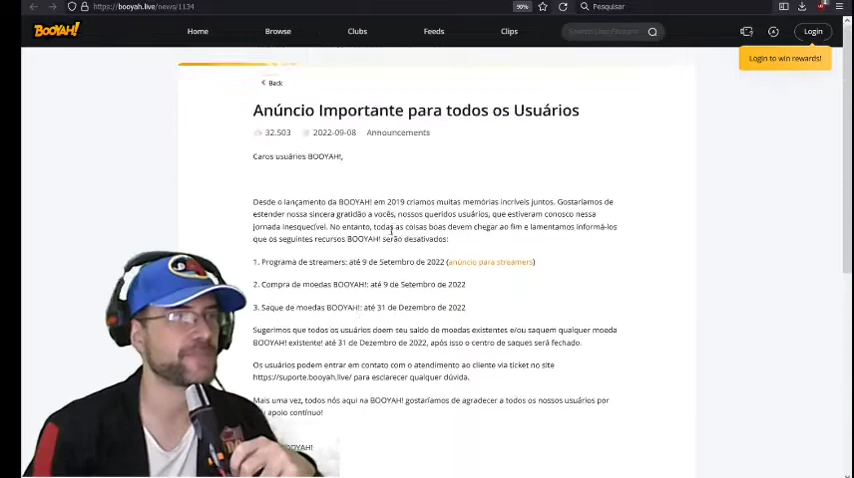 https://booyah.live/news/1134
90%
Pesquisar
BOOYAH!
Home
Browse
Clubs
Feeds
Clips
Login
Login to win rewards!
Back
Anúncio Importante para todos os Usuários
32.503 2022-09-08 Announcements
Caros usuários BOOYAH!,
Desde o lançamento da BOOYAH! em 2019 criamos muitas memórias incríveis juntos. Gostaríamos de
estender nossa sincera gratidão a vocês, nossos queridos usuários, que estiveram conosco nessa
jornada inesquecível. No entanto, todas as coisas boas devem chegar ao fim e lamentamos informá-los
que os seguintes recursos BOOYAH! serão desativados:
1. Programa de streamers: até 9 de Setembro de 2022 (anúncio para streamers)
2. Compra de moedas BOOYAH!: até 9 de Setembro de 2022
3. Saque de moedas BOOYAH!: até 31 de Dezembro de 2022
Sugerimos que todos os usuários doem seu saldo de moedas existentes e/ou saquem qualquer moeda
BOOYAH! existente! até 31 de Dezembro de 2022, após isso o centro de saques será fechado.
Os usuários podem entrar em contato com o atendimento ao cliente via ticket no site
https://suporte.booyah.live/ para esclarecer qualquer dúvida.
Mais uma vez, todos nós aqui na BOOYAH! gostaríamos de agradecer a todos os nossos usuários por
apoio contínuo!
OOYAH!